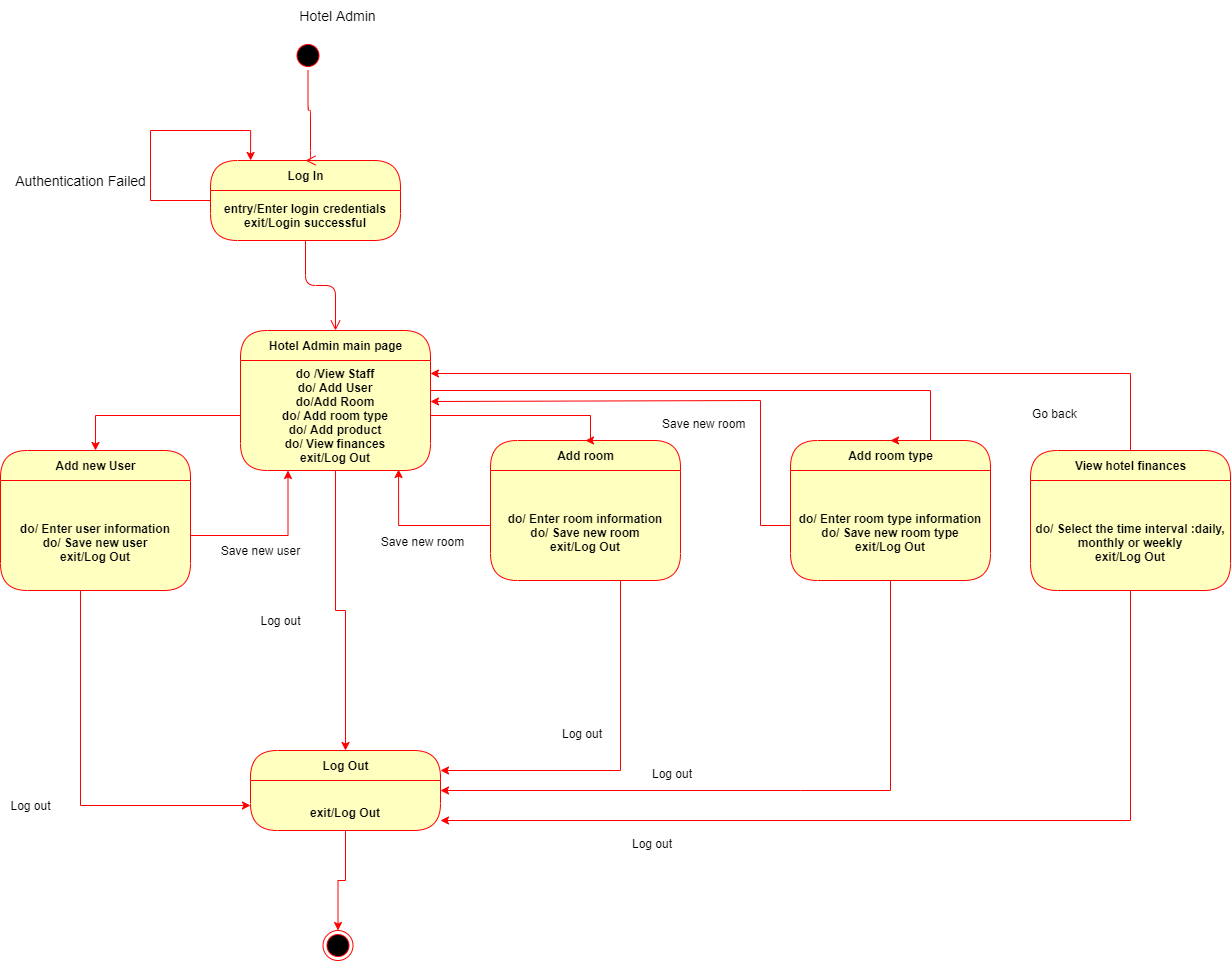 Hotel Admin
Authentication Failed
Log In
entry/Enter login credentials
exit/Login successful
Hotel Admin main page
do /View Staff
do/ Add User
do/Add Room
do/ Add room type
do/ Add product
do/ View finances
exit/Log Out
Go back
Save new room
Add new User
do/ Enter user information
do/ Save new user
exit/Log Out
Save new user
Save new room
Add room
do/ Enter room information
do/ Save new room
exit/Log Out
Add room type
do/ Enter room type information
do/ Save new room type
exit/Log Out
View hotel finances
do/ Select the time interval :daily,
monthly or weekly
exit/Log Out
Log out
Log out
Log out
Log out
Log out
Log Out
exit/Log Out